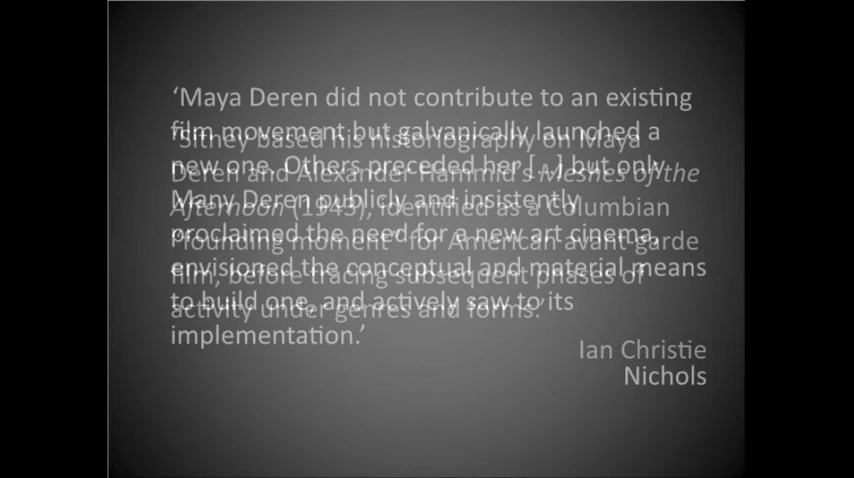 ‘Maya Deren did not contribute to an existing
film movement but galvanically launched a
new one. Others preceded her […] but only
Many Deren publicly and insistently
proclaimed the need for a new art cinema,
envisioned the conceptual and material means
to build one, and actively saw to its
implementation.’
Nichols
‘Sitney based his historiography on Maya
Deren and Alexander Hammid’s Meshes of the
Afternoon (1943), identified as a Columbian
“founding moment” for American avant-garde
film, before tracing subsequent phases of
activity under genres and forms.’
Ian Christie